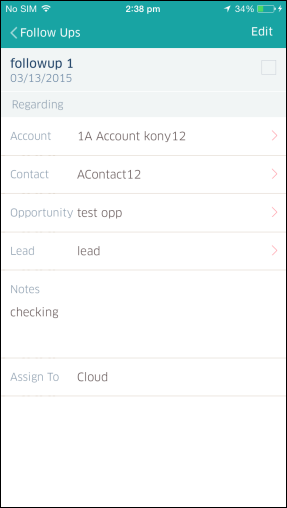 No SIM 2:38 pm 34%
Follow Ups Edit
followup 1
03/13/2015
Regarding
Account 1A Account kony12
Contact AContact12
Opportunity test opp
Lead lead
Notes
checking
Assign To Cloud